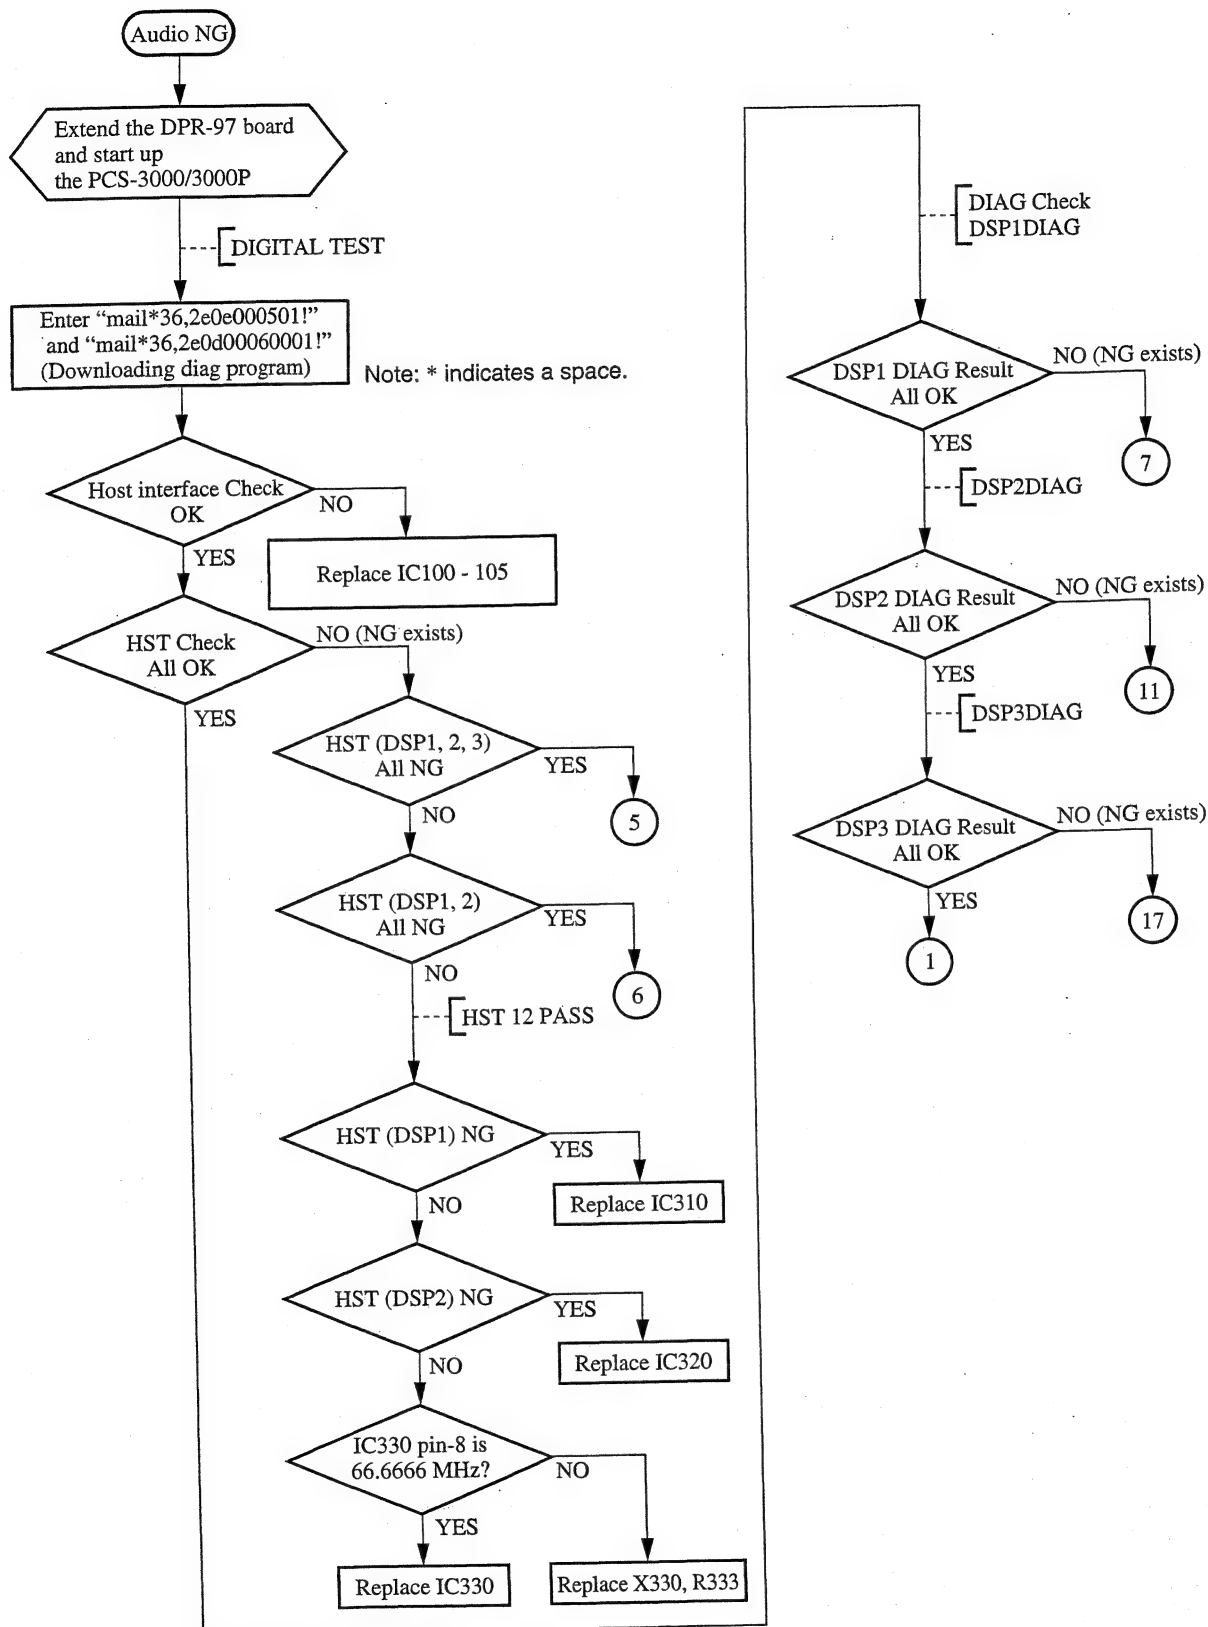 Audio NG
Extend the DPR-97 board
and start up
the PCS-3000/3000P
DIGITAL TEST
Enter “mail*36,2e0e000501!”
and “mail*36,2e0d00060001!”
(Downloading diag program)
Note: * indicates a space.
Host interface Check
OK
NO
YES
Replace IC100 - 105
HST Check
All OK
NO (NG exists)
YES
HST (DSP1, 2, 3)
All NG
YES
NO
5
HST (DSP1, 2)
All NG
YES
NO
6
HST 12 PASS
HST (DSP1) NG
YES
NO
Replace IC310
HST (DSP2) NG
YES
NO
Replace IC320
IC330 pin-8 is
66.6666 MHz?
NO
YES
Replace IC330
Replace X330, R333
DIAG Check
DSP1DIAG
DSP1 DIAG Result
All OK
NO (NG exists)
YES
7
DSP2DIAG
DSP2 DIAG Result
All OK
NO (NG exists)
YES
11
DSP3DIAG
DSP3 DIAG Result
All OK
NO (NG exists)
YES
17
1